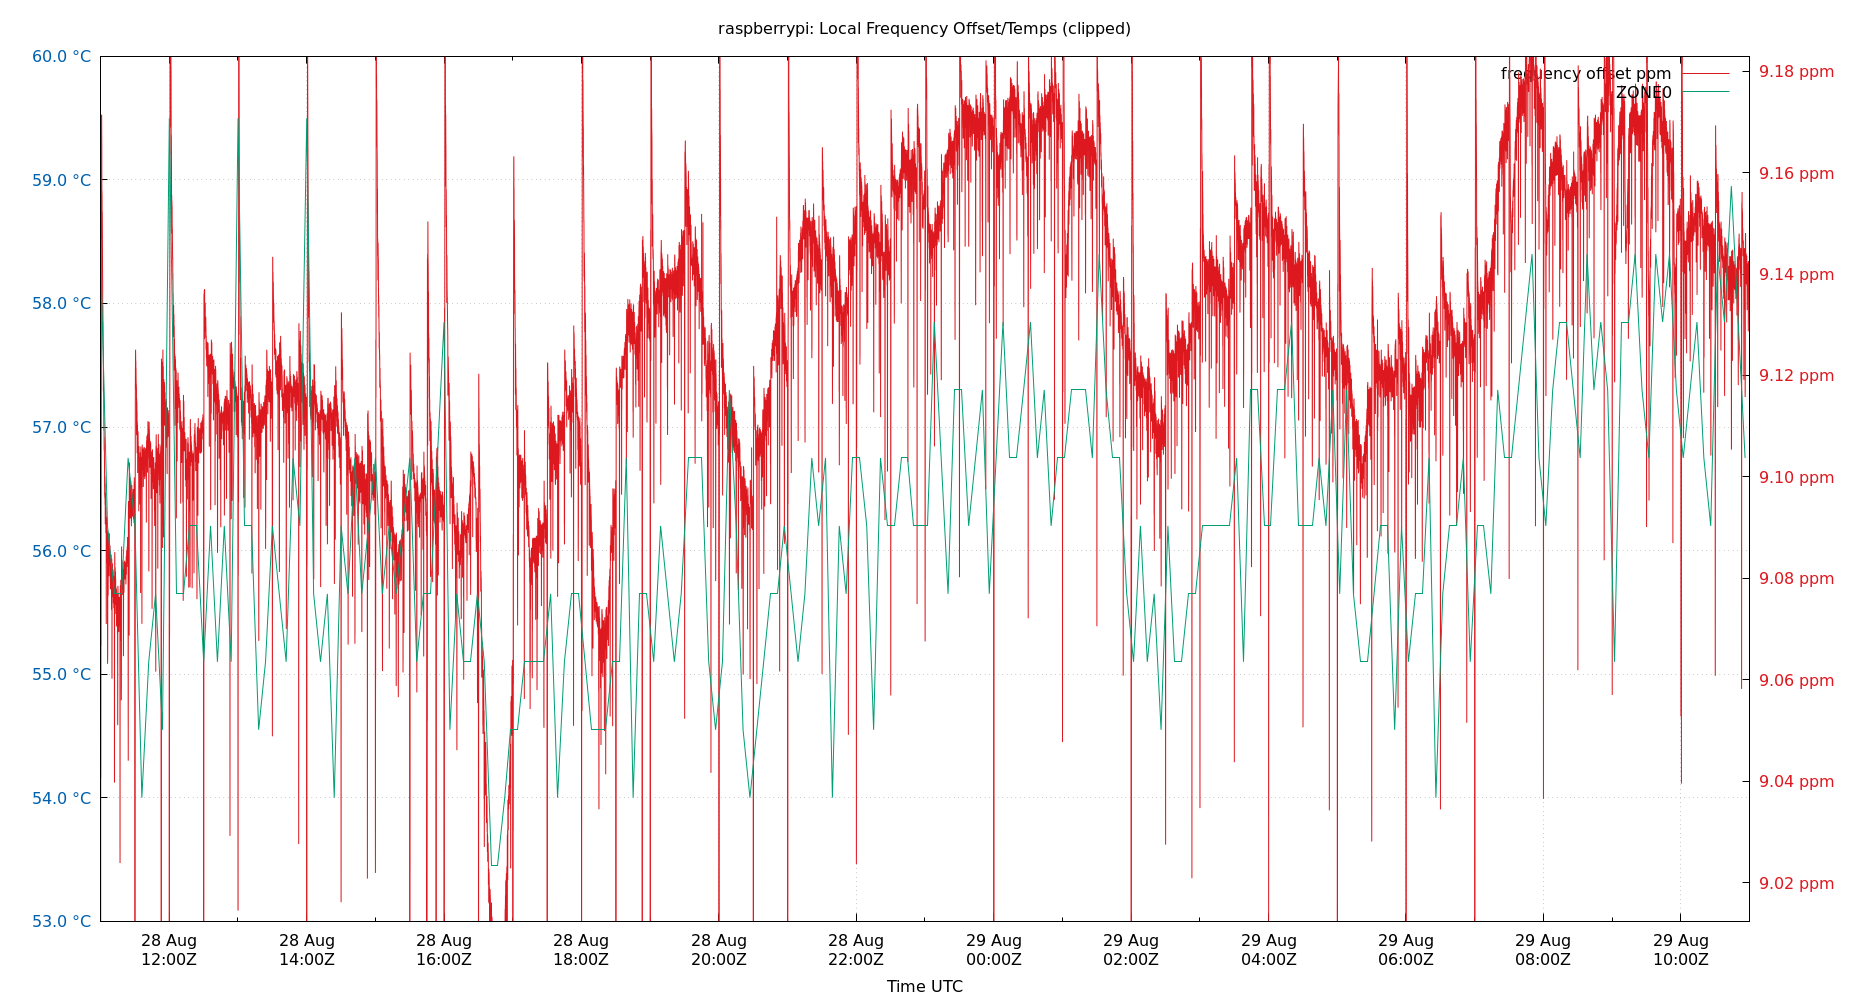 raspberrypi: Local Frequency Offset/Temps (clipped)
60.0 °C
59.0 °C
58.0 °C
57.0 °C
56.0 °C
55.0 °C
54.0 °C
53.0 °C
frequency offset ppm
ZONE0
9.18 ppm
9.16 ppm
9.14 ppm
9.12 ppm
9.10 ppm
9.08 ppm
9.06 ppm
9.04 ppm
9.02 ppm
28 Aug 28 Aug 28 Aug 28 Aug 28 Aug 28 Aug 29 Aug 29 Aug 29 Aug 29 Aug 29 Aug 29 Aug
12:00Z 14:00Z 16:00Z 18:00Z 20:00Z 22:00Z 00:00Z 02:00Z 04:00Z 06:00Z 08:00Z 10:00Z
Time UTC